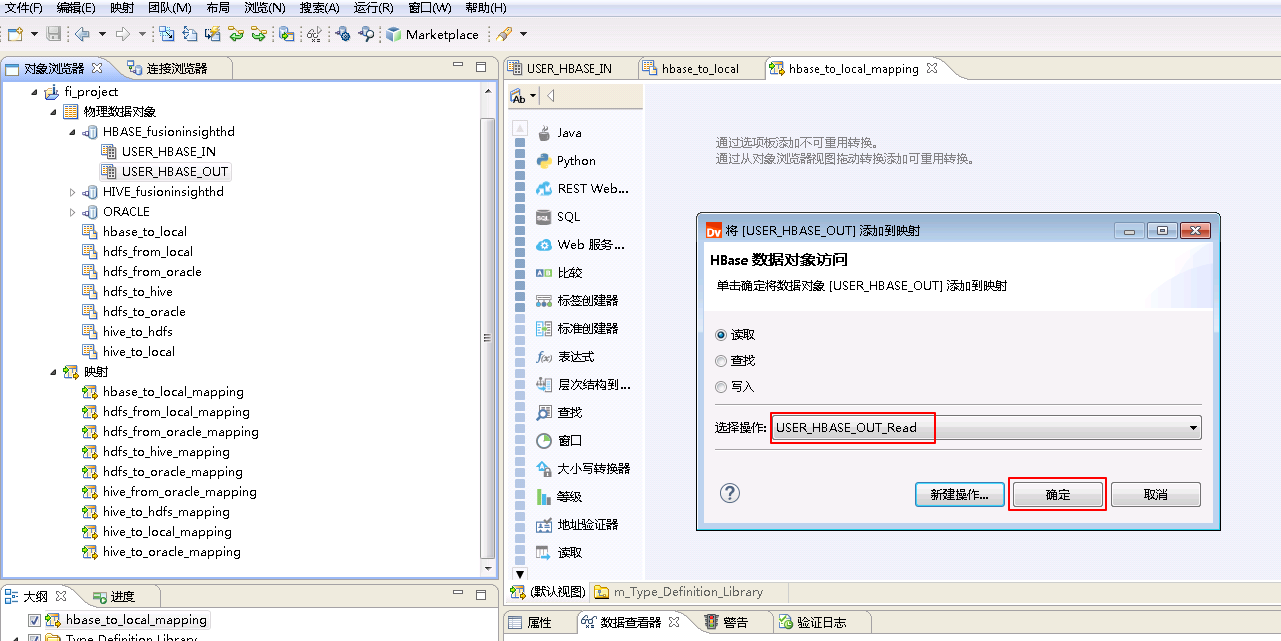 文件(F) 编辑(E) 映射 团队(M) 布局 浏览(N) 搜索(A) 运行(R) 窗口(W) 帮助(H)
Marketplace
对象浏览器 连接浏览器
fi_project
物理数据对象
HBASE_fusioninsighthd
USER_HBASE_IN
USER_HBASE_OUT
HIVE_fusioninsighthd
ORACLE
hbase_to_local
hdfs_from_local
hdfs_from_oracle
hdfs_to_hive
hdfs_to_oracle
hive_to_hdfs
hive_to_local
映射
hbase_to_local_mapping
hdfs_from_local_mapping
hdfs_from_oracle_mapping
hdfs_to_hive_mapping
hdfs_to_oracle_mapping
hive_from_oracle_mapping
hive_to_hdfs_mapping
hive_to_local_mapping
hive_to_oracle_mapping
大纲 进度
hbase_to_local_mapping
Type Definition Library
USER_HBASE_IN hbase_to_local hbase_to_local_mapping
Ab
Java
Python
REST Web...
SQL
Web 服务...
比较
标签创建器
标准创建器
f(x) 表达式
层次结构到...
查找
窗口
大小写转换器
等级
地址验证器
读取
通过选项板添加不可重用转换。
通过从对象浏览器视图拖动转换添加可重用转换。
Dv 将 [USER_HBASE_OUT] 添加到映射
HBase 数据对象访问
单击确定将数据对象 [USER_HBASE_OUT] 添加到映射
读取
查找
写入
选择操作: USER_HBASE_OUT_Read
? 新建操作... 确定 取消
(默认视图) m_Type_Definition_Library
属性 数据查看器 警告 验证日志